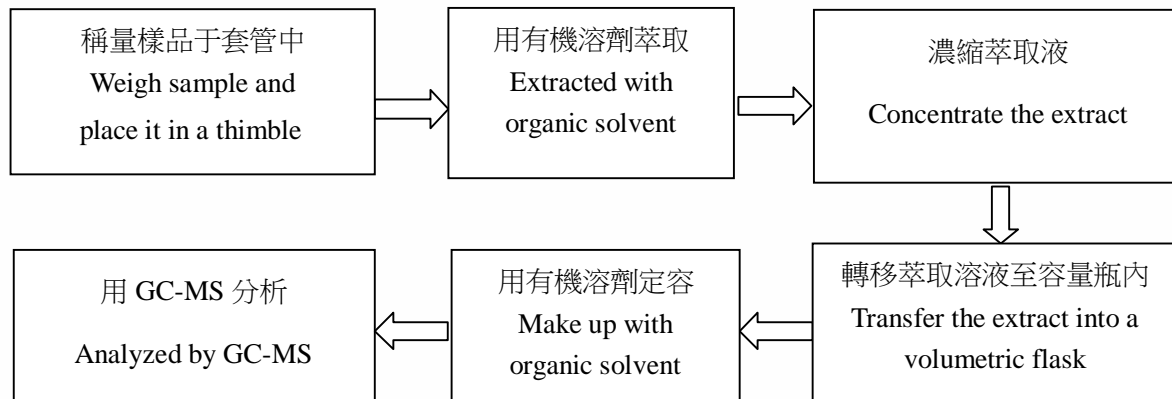 稱量樣品于套管中
Weigh sample and
place it in a thimble
用有機溶劑萃取
Extracted with
organic solvent
濃縮萃取液
Concentrate the extract
轉移萃取溶液至容量瓶內
Transfer the extract into a
volumetric flask
用有機溶劑定容
Make up with
organic solvent
用 GC-MS 分析
Analyzed by GC-MS